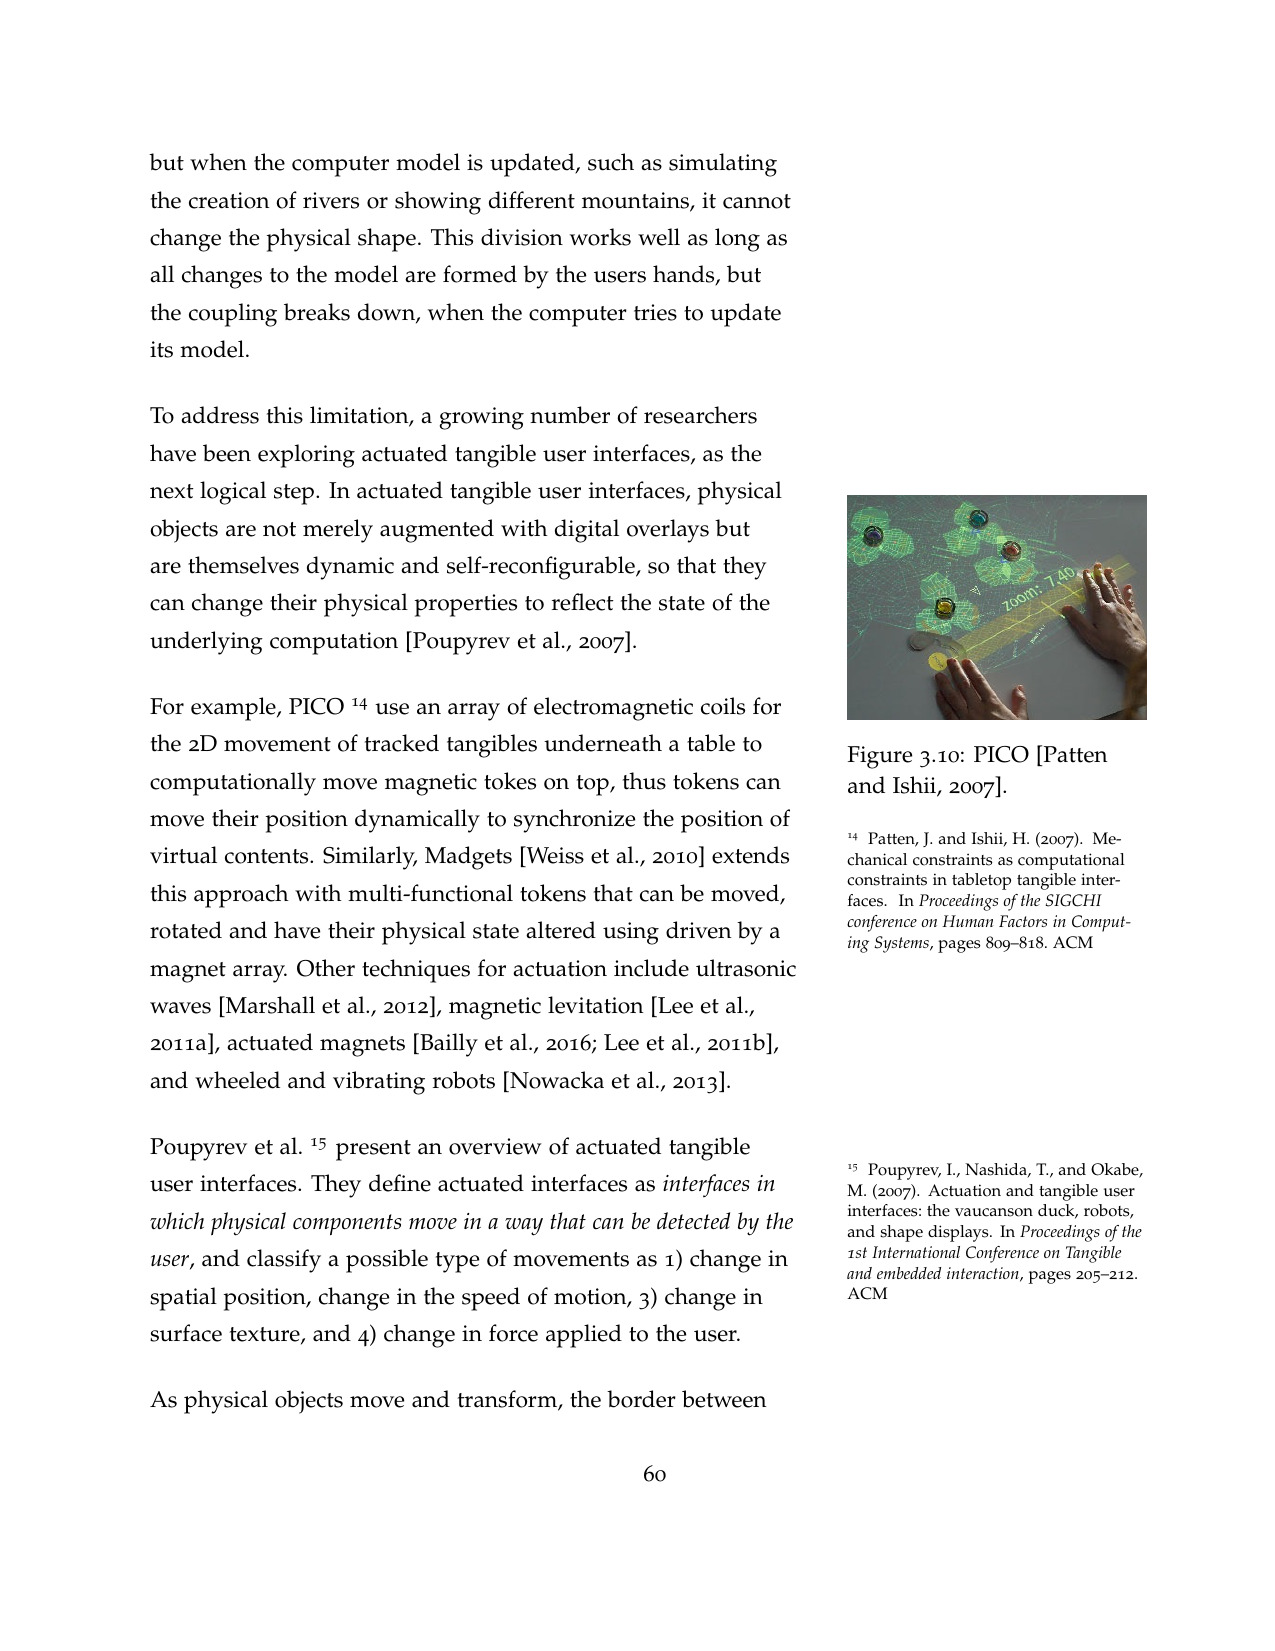 but when the computer model is updated, such as simulating
the creation of rivers or showing different mountains, it cannot
change the physical shape. This division works well as long as
all changes to the model are formed by the users hands, but
the coupling breaks down, when the computer tries to update
its model.
To address this limitation, a growing number of researchers
have been exploring actuated tangible user interfaces, as the
next logical step. In actuated tangible user interfaces, physical
objects are not merely augmented with digital overlays but
are themselves dynamic and self-reconfigurable, so that they
can change their physical properties to reflect the state of the
underlying computation [Poupyrev et al., 2007].
For example, PICO 14 use an array of electromagnetic coils for
the 2D movement of tracked tangibles underneath a table to
computationally move magnetic tokes on top, thus tokens can
move their position dynamically to synchronize the position of
virtual contents. Similarly, Madgets [Weiss et al., 2010] extends
this approach with multi-functional tokens that can be moved,
rotated and have their physical state altered using driven by a
magnet array. Other techniques for actuation include ultrasonic
waves [Marshall et al., 2012], magnetic levitation [Lee et al.,
2011a], actuated magnets [Bailly et al., 2016; Lee et al., 2011b],
and wheeled and vibrating robots [Nowacka et al., 2013].
Poupyrev et al. 15 present an overview of actuated tangible
user interfaces. They define actuated interfaces as interfaces in
which physical components move in a way that can be detected by the
user, and classify a possible type of movements as 1) change in
spatial position, change in the speed of motion, 3) change in
surface texture, and 4) change in force applied to the user.
As physical objects move and transform, the border between
zoom: 7.40
Figure 3.10: PICO [Patten
and Ishii, 2007].
14 Patten, J. and Ishii, H. (2007). Me-
chanical constraints as computational
constraints in tabletop tangible inter-
faces. In Proceedings of the SIGCHI
conference on Human Factors in Comput-
ing Systems, pages 809–818. ACM
15 Poupyrev, I., Nashida, T., and Okabe,
M. (2007). Actuation and tangible user
interfaces: the vaucanson duck, robots,
and shape displays. In Proceedings of the
1st International Conference on Tangible
and embedded interaction, pages 205–212.
ACM
60